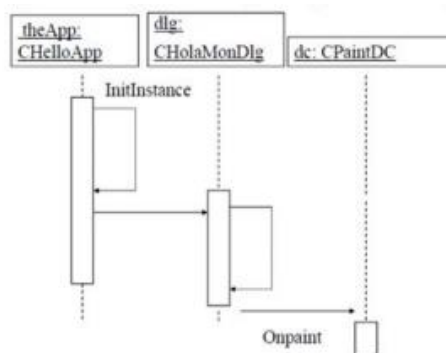 theApp:
CHelloApp
dlg:
CHolaMonDlg
dc: CPaintDC
InitInstance
Onpaint